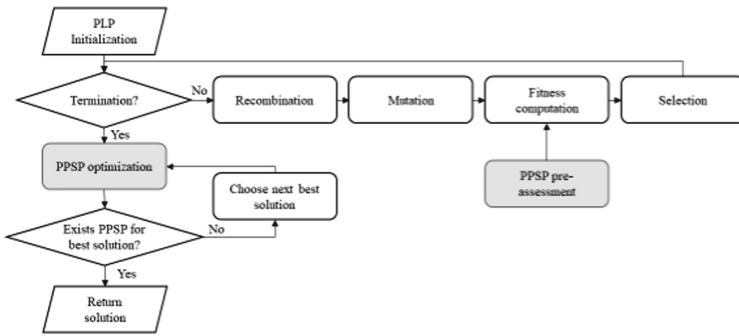 PLP
Initialization
Termination?
No
Recombination
Mutation
Fitness
computation
Selection
Yes
PPSP optimization
Choose next best
solution
PPSP pre-
assessment
Exists PPSP for
best solution?
No
Yes
Return
solution